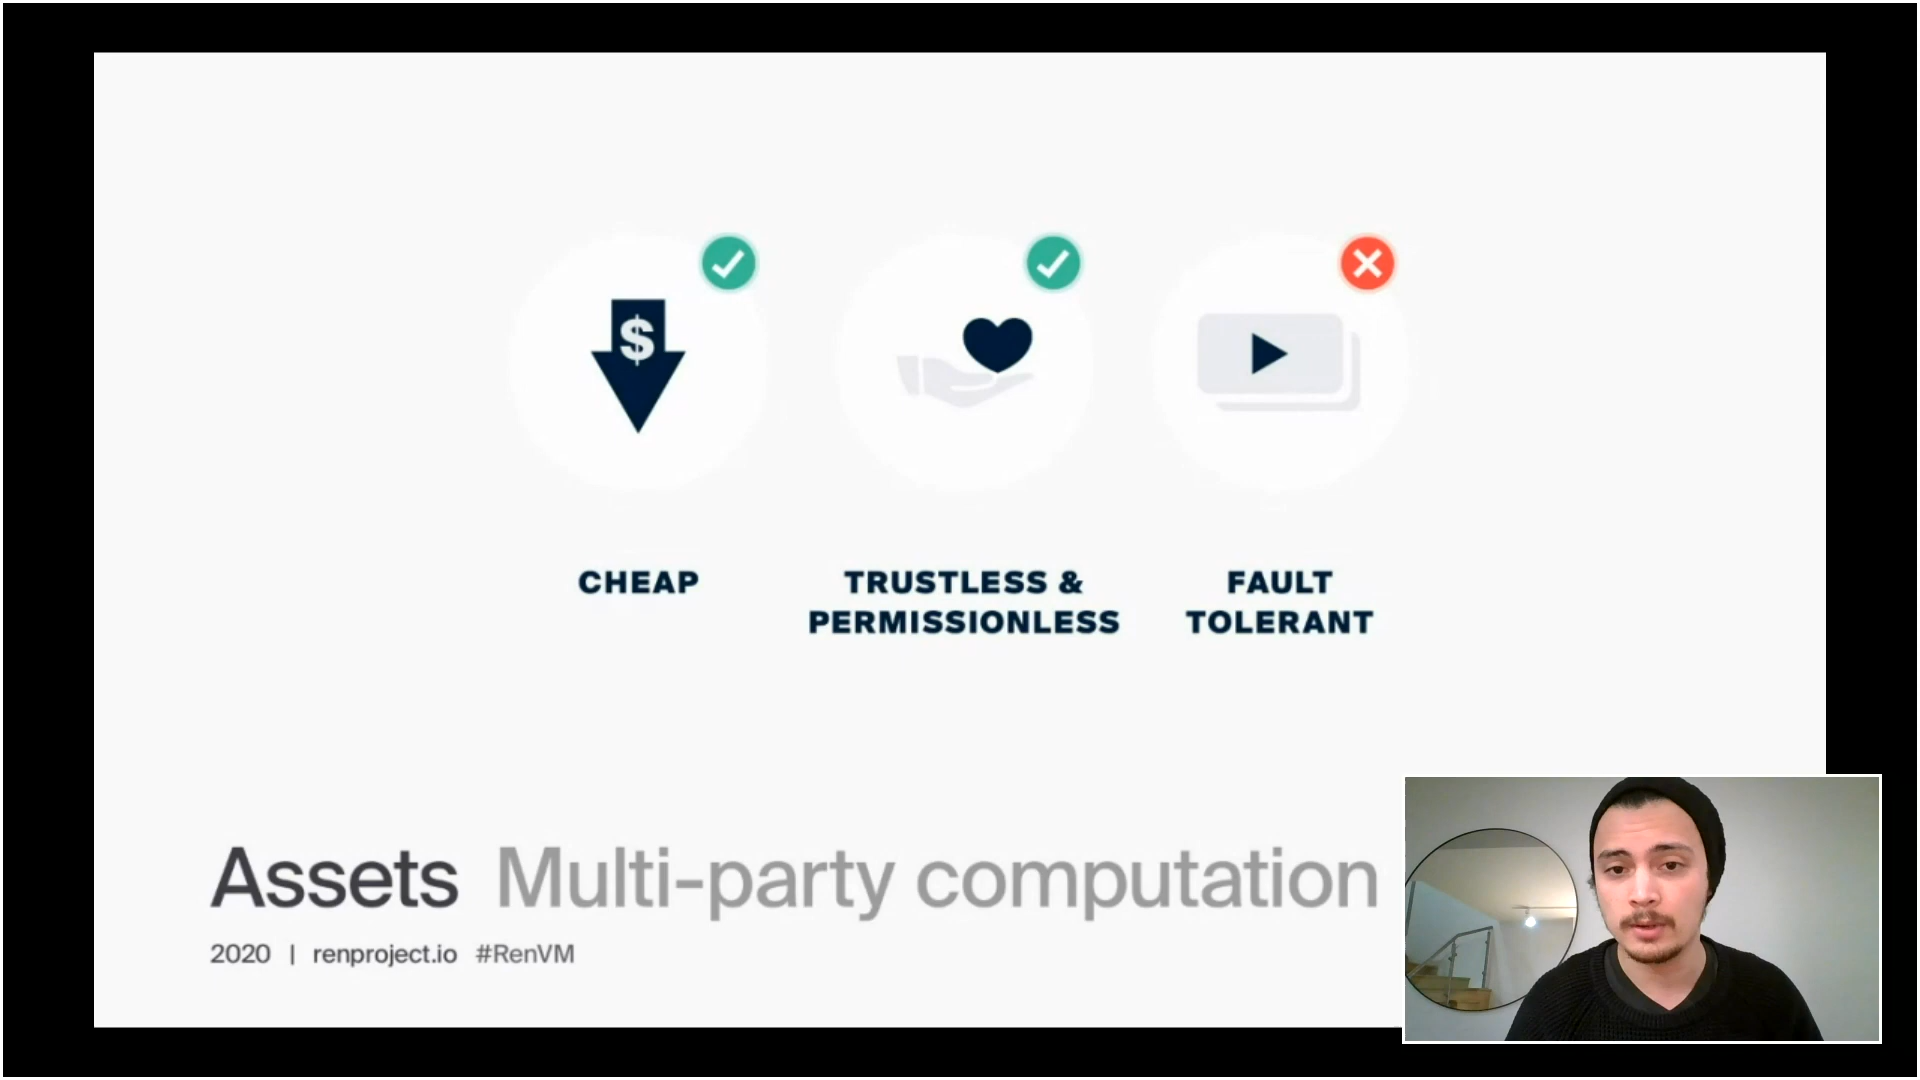 $
CHEAP
TRUSTLESS &
PERMISSIONLESS
FAULT
TOLERANT
Assets Multi-party computation
2020 | renproject.io #RenVM